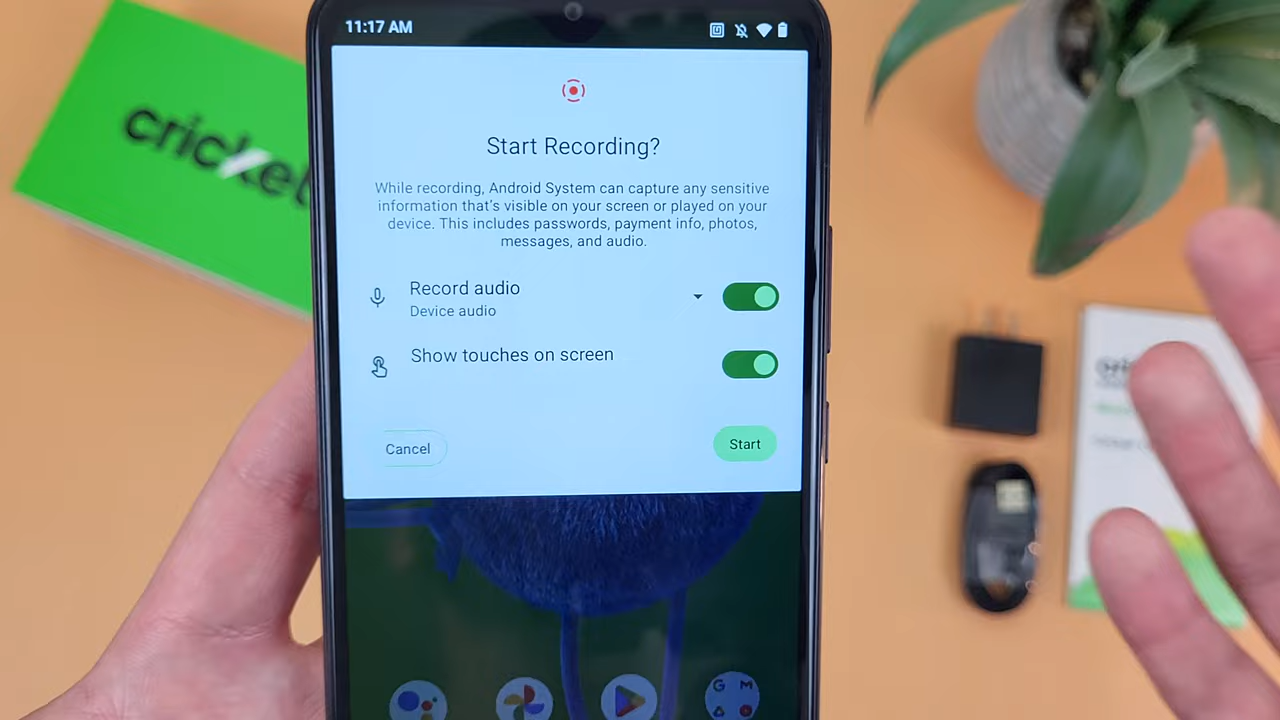 11:17 AM
cricket
Start Recording?
While recording, Android System can capture any sensitive
information that's visible on your screen or played on your
device. This includes passwords, payment info, photos,
messages, and audio.
Record audio
Device audio
Show touches on screen
Cancel
Start
G M